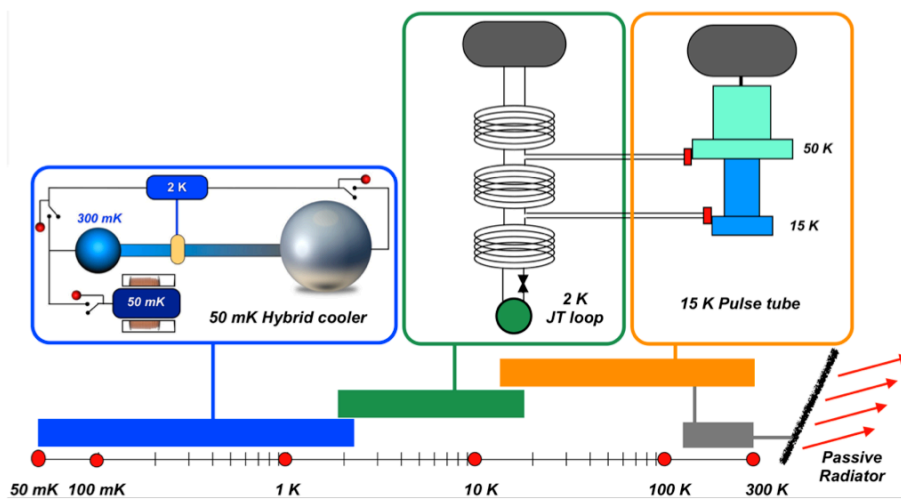 50 K
15 K
2 K
300 mK
50 mK
50 mK Hybrid cooler
2 K
JT loop
15 K Pulse tube
50 mK 100 mK 1 K 10 K 100 K 300 K
Passive
Radiator